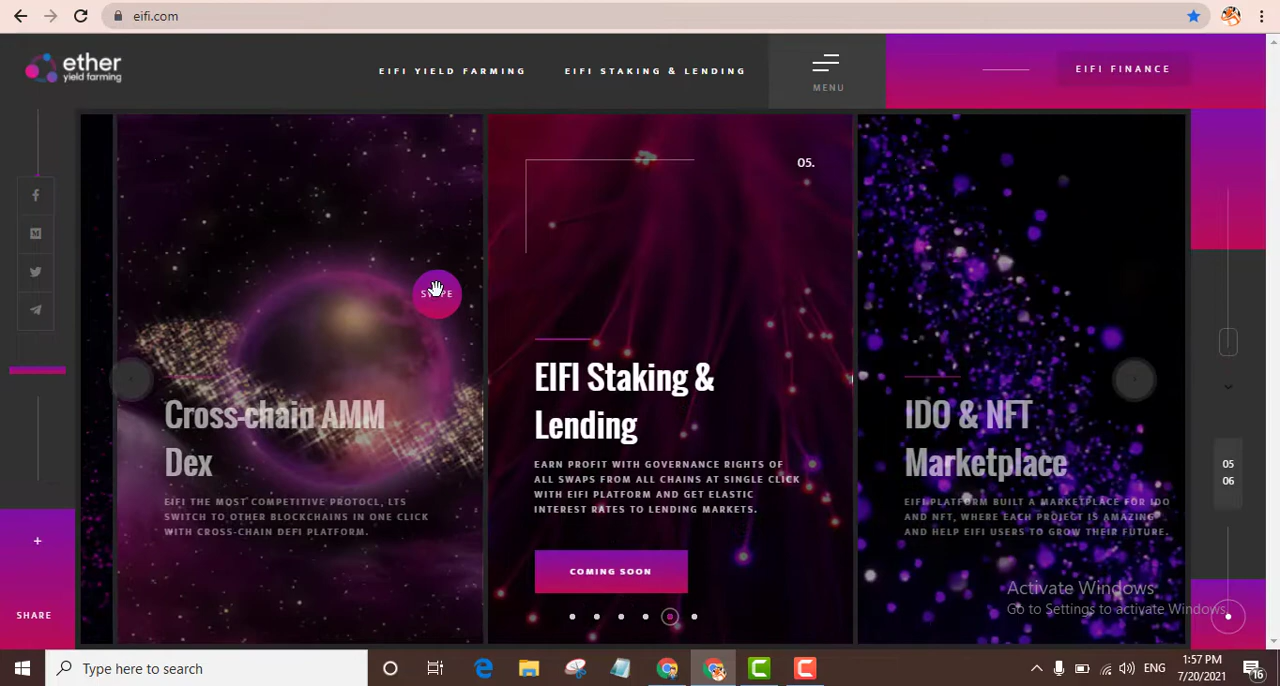 eifi.com
ether
yield farming
EIFI YIELD FARMING
EIFI STAKING & LENDING
MENU
EIFI FINANCE
05.
SWIPE
Cross-chain AMM
Dex
EIFI THE MOST COMPETITIVE PROTOCL, LTS
SWITCH TO OTHER BLOCKCHAINS IN ONE CLICK
WITH CROSS-CHAIN DEFI PLATFORM.
EIFI Staking &
Lending
EARN PROFIT WITH GOVERNANCE RIGHTS OF
ALL SWAPS FROM ALL CHAINS AT SINGLE CLICK
WITH EIFI PLATFORM AND GET ELASTIC
INTEREST RATES TO LENDING MARKETS.
COMING SOON
IDO & NFT
Marketplace
EIFI PLATFORM BUILT A MARKETPLACE FOR IDO
AND NFT, WHERE EACH PROJECT IS AMAZING
AND HELP EIFI USERS TO GROW THEIR FUTURE.
05
06
+
SHARE
Activate Windows
Go to Settings to activate Windows.
Type here to search
ENG
1:57 PM
7/20/2021
16